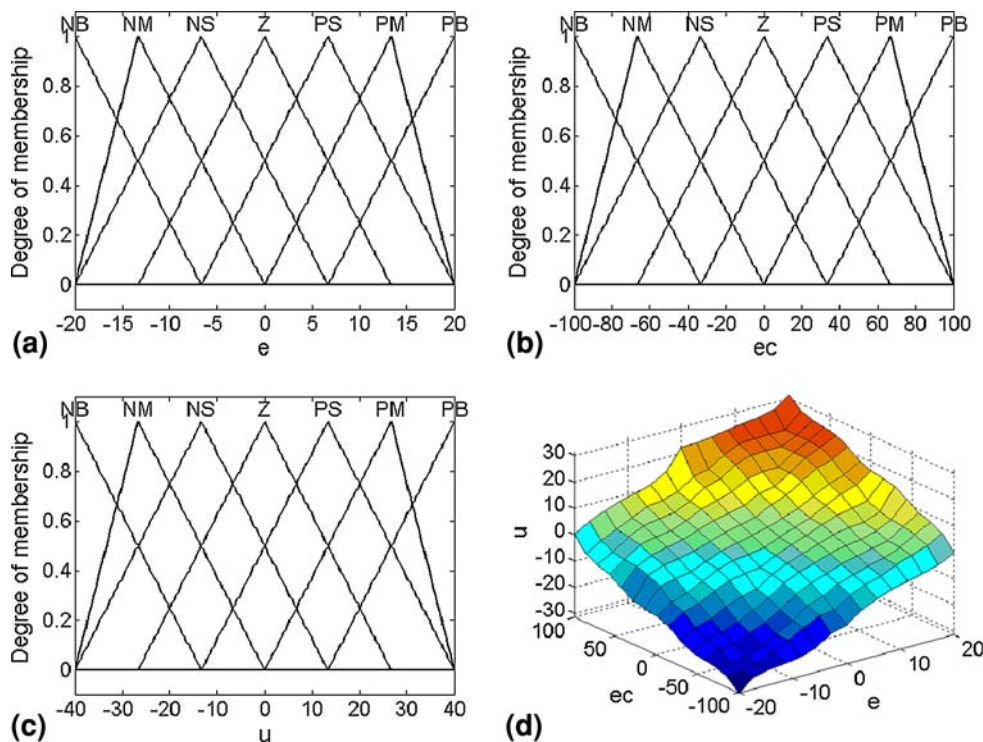 NB NM NS Z PS PM PB
1
0.8
0.6
0.4
0.2
0
Degree of membership
-20 -15 -10 -5 0 5 10 15 20
(a) e
NB NM NS Z PS PM PB
1
0.8
0.6
0.4
0.2
0
Degree of membership
-100 -80 -60 -40 -20 0 20 40 60 80 100
(b) ec
NB NM NS Z PS PM PB
1
0.8
0.6
0.4
0.2
0
Degree of membership
-40 -30 -20 -10 0 10 20 30 40
(c) u
30
20
10
0
-10
-20
-30
u
100 50 0 -50 -100
ec
-20 -10 0 10 20
e
(d)